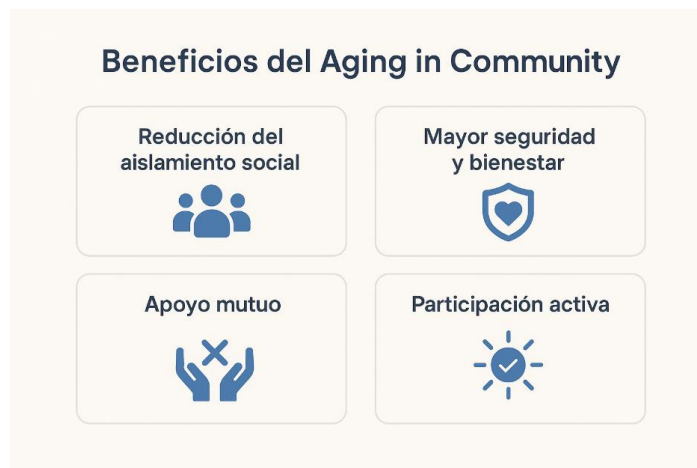 Beneficios del Aging in Community
Reducción del
aislamiento social
Mayor seguridad
y bienestar
Apoyo mutuo
Participación activa